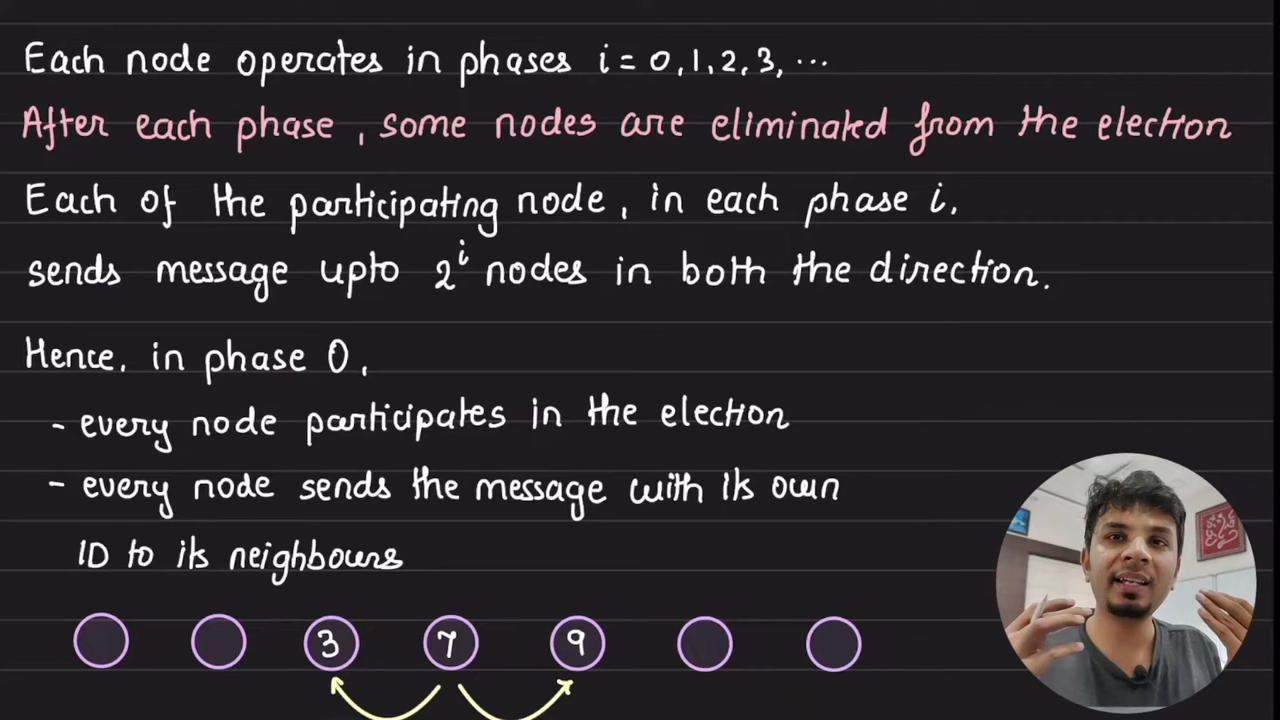 Each node operates in phases i = 0, 1, 2, 3, ...
After each phase, some nodes are eliminated from the election
Each of the participating node, in each phase i,
sends message upto 2^i nodes in both the direction.
Hence, in phase 0,
- every node participates in the election
- every node sends the message with its own
ID to its neighbours
3 7 9